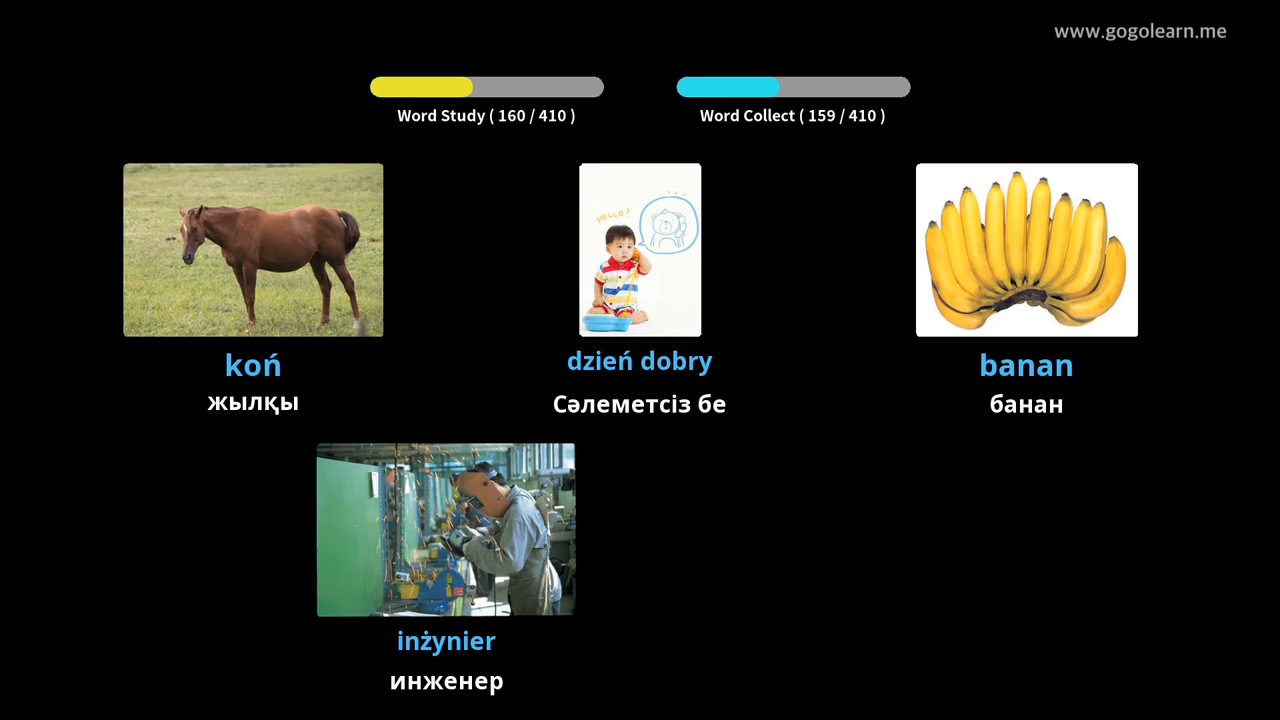 www.gogolearn.me
Word Study ( 160 / 410 )
Word Collect ( 159 / 410 )
HELLO?
koń
dzień dobry
banan
жылқы
Сәлеметсіз бе
банан
inżynier
инженер